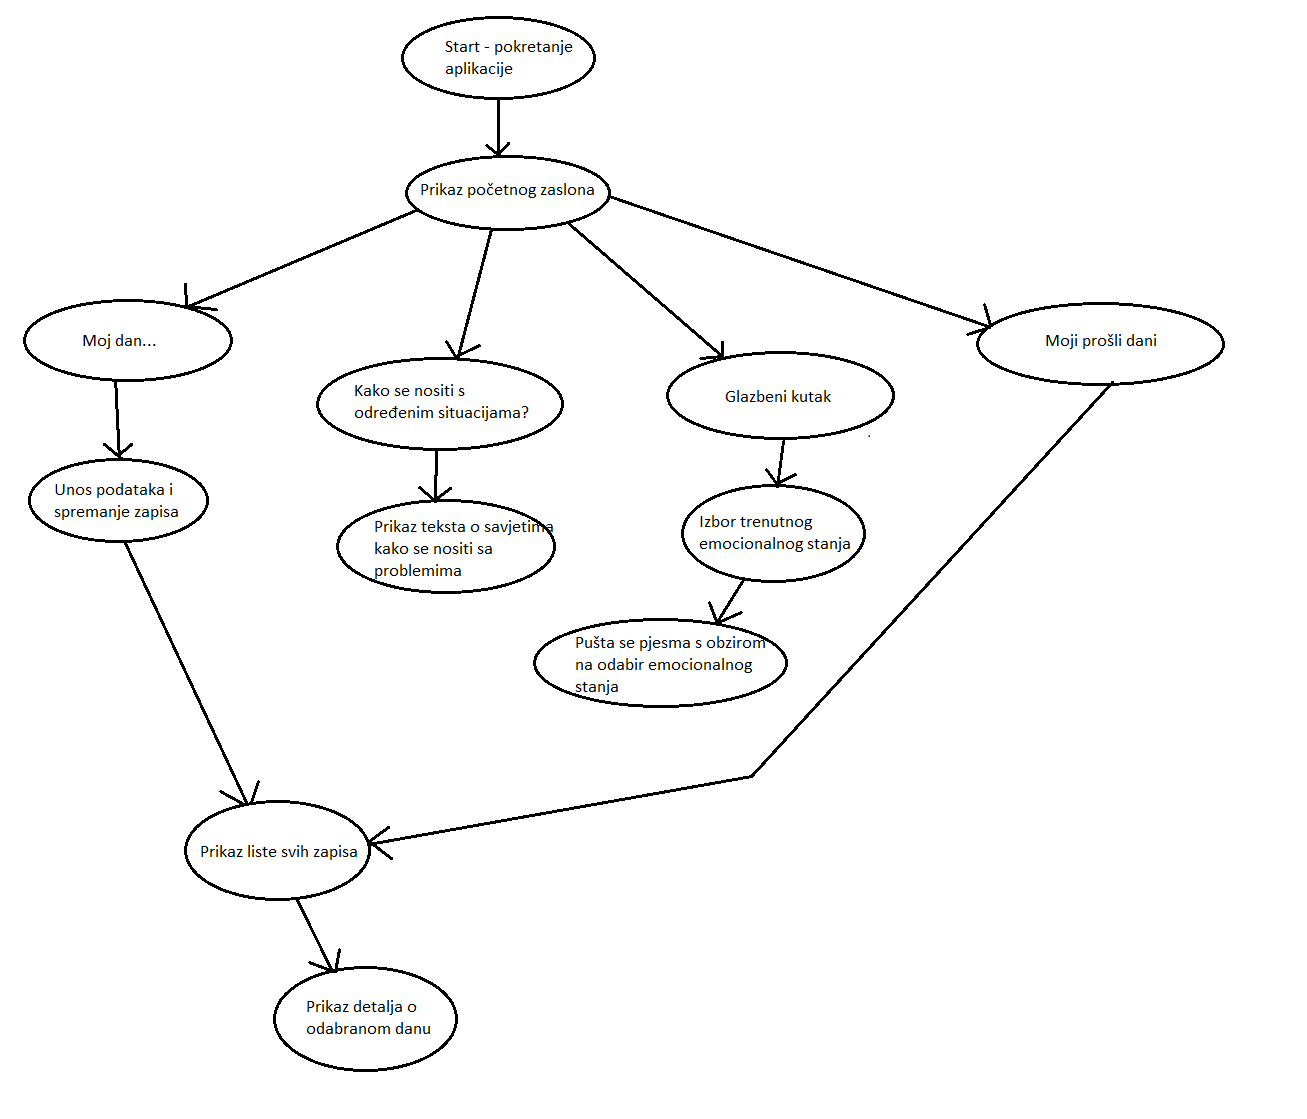 Start - pokretanje
aplikacije
Prikaz početnog zaslona
Moj dan...
Kako se nositi s
određenim situacijama?
Glazbeni kutak
Moji prošli dani
Unos podataka i
spremanje zapisa
Prikaz teksta o savjetima
kako se nositi sa
problemima
Izbor trenutnog
emocionalnog stanja
Pušta se pjesma s obzirom
na odabir emocionalnog
stanja
Prikaz liste svih zapisa
Prikaz detalja o
odabranom danu